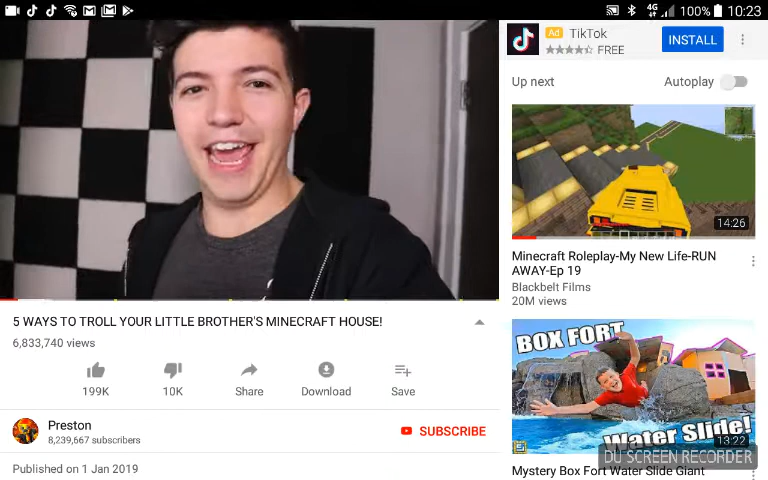 4G
100%
10:23
Ad TikTok
FREE
INSTALL
Up next
Autoplay
14:26
Minecraft Roleplay-My New Life-RUN
AWAY-Ep 19
Blackbelt Films
20M views
BOX FORT
Water Slide!
13:22
DU SCREEN RECORDER
Mystery Box Fort Water Slide Giant
5 WAYS TO TROLL YOUR LITTLE BROTHER'S MINECRAFT HOUSE!
6,833,740 views
199K
10K
Share
Download
Save
Preston
8,239,667 subscribers
SUBSCRIBE
Published on 1 Jan 2019